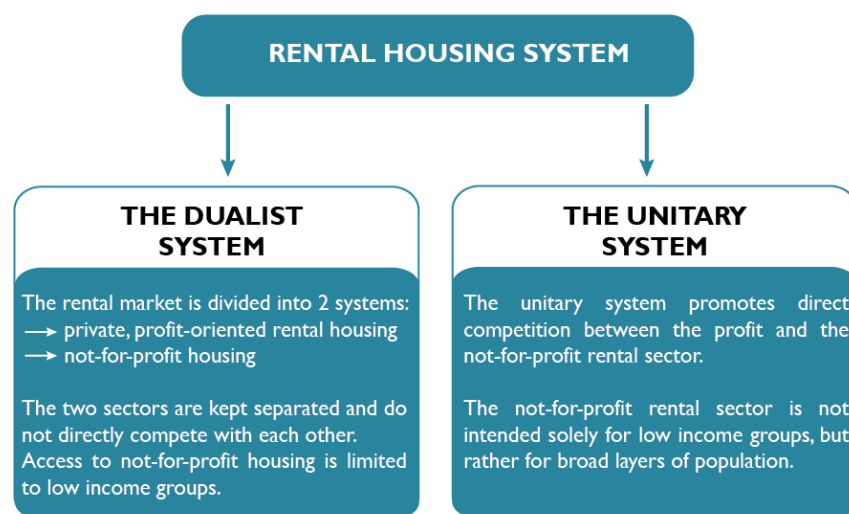 RENTAL HOUSING SYSTEM
THE DUALIST
SYSTEM
The rental market is divided into 2 systems:
→ private, profit-oriented rental housing
→ not-for-profit housing
The two sectors are kept separated and do
not directly compete with each other.
Access to not-for-profit housing is limited
to low income groups.
THE UNITARY
SYSTEM
The unitary system promotes direct
competition between the profit and the
not-for-profit rental sector.
The not-for-profit rental sector is not
intended solely for low income groups, but
rather for broad layers of population.